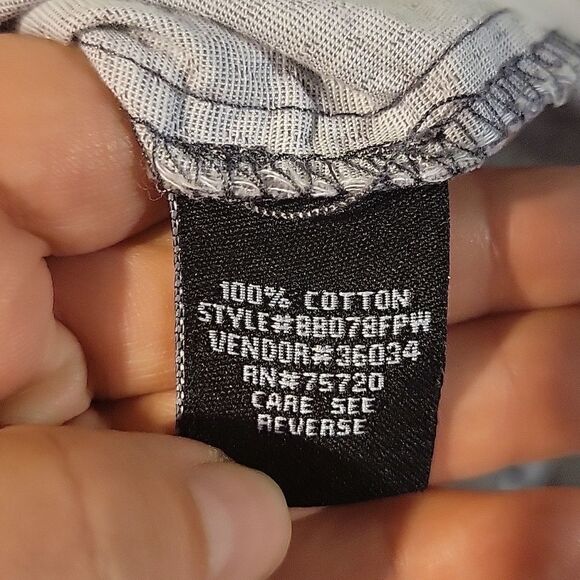 100% COTTON
STYLE#BB078FPW
VENDOR#36034
RN#75720
CARE SEE
REVERSE